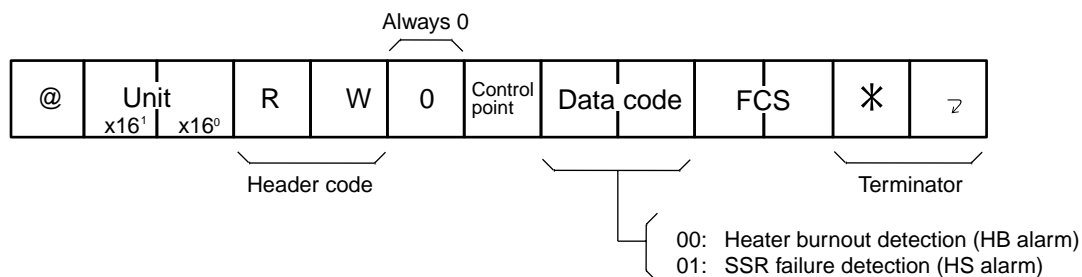 Always 0
@ Unit x16¹ x16⁰ R W 0 Control point Data code FCS *
Header code
Terminator
00: Heater burnout detection (HB alarm)
01: SSR failure detection (HS alarm)